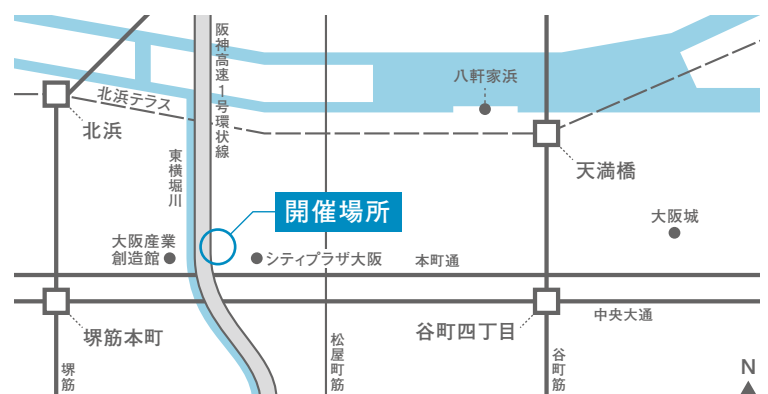 阪神高速1号環状線
八軒家浜
北浜テラス
北浜
天満橋
東横堀川
開催場所
大阪城
大阪産業
創造館
シティプラザ大阪
本町通
中央大通
堺筋本町
谷町四丁目
堺筋
松屋町筋
谷町筋
N